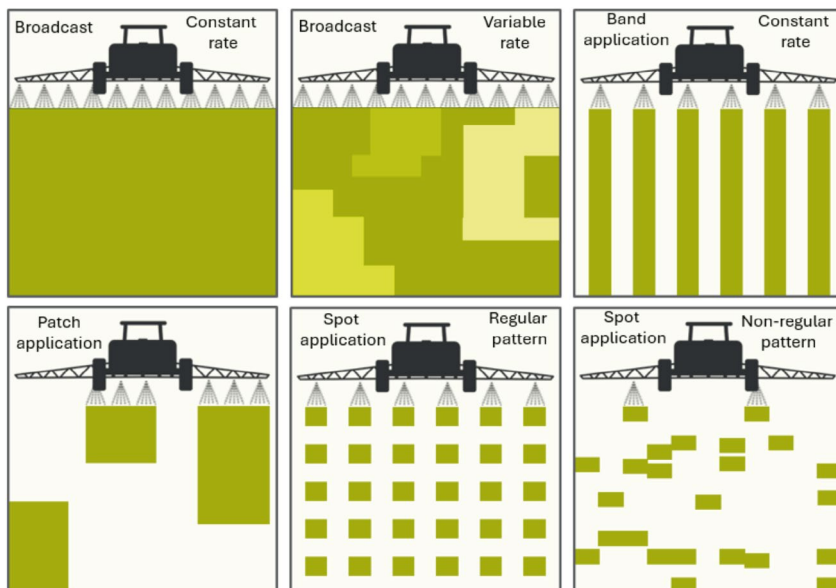 Broadcast
Constant
rate
Broadcast
Variable
rate
Band
application
Constant
rate
Patch
application
Spot
application
Regular
pattern
Spot
application
Non-regular
pattern